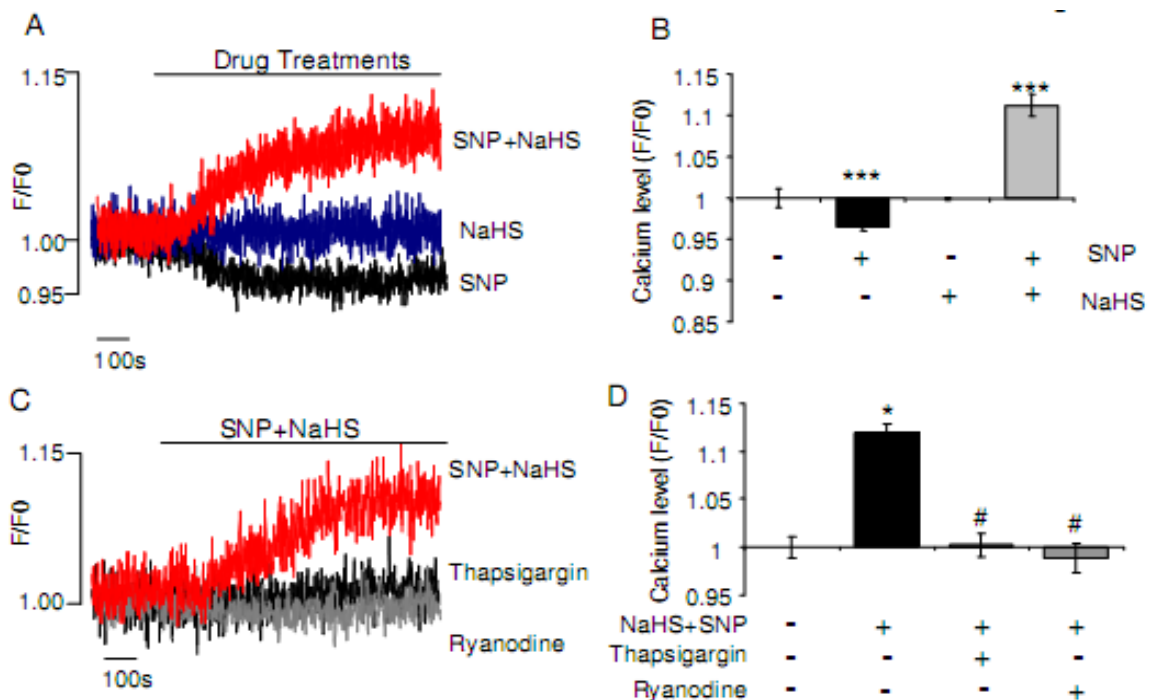 A
Drug Treatments
1.15
1.00
0.95
F/F0
SNP+NaHS
NaHS
SNP
100s
B
Calcium level (F/F0)
1.15
1.1
1.05
1
0.95
0.9
0.85
***
***
- + - + SNP
- - + + NaHS
C
SNP+NaHS
1.15
1.00
F/F0
SNP+NaHS
Thapsigargin
Ryanodine
100s
D
Calcium level (F/F0)
1.15
1.1
1.05
1
0.95
*
#
#
NaHS+SNP - + + +
Thapsigargin - - + -
Ryanodine - - - +